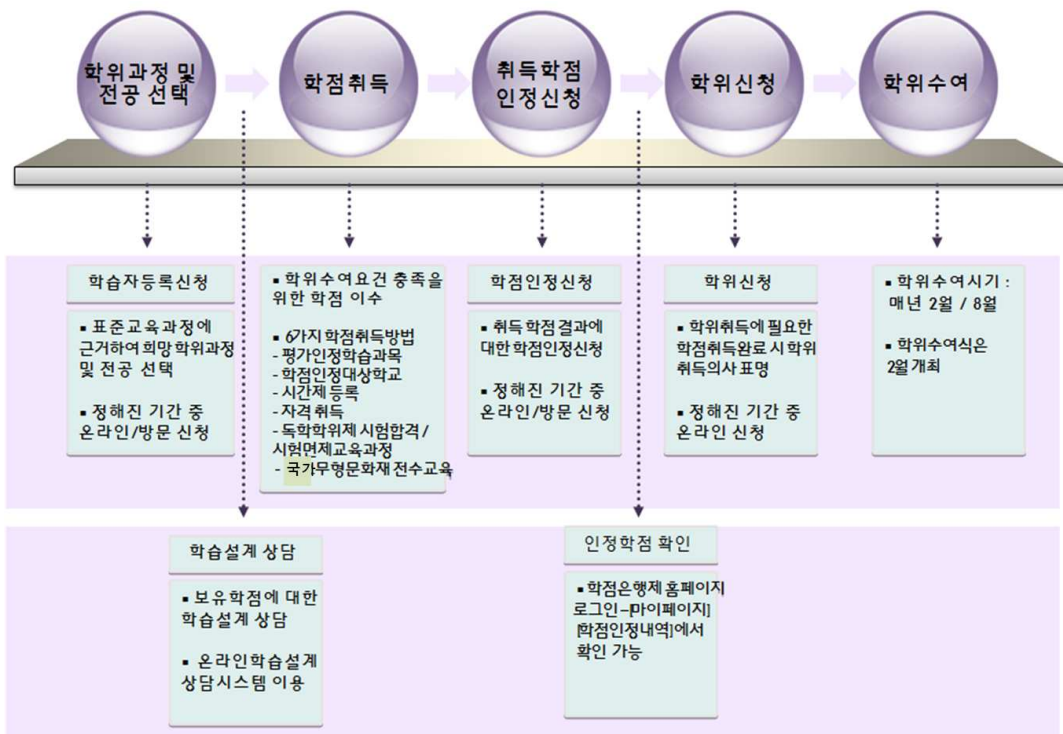 학위과정 및
전공 선택
학점취득
취득학점
인정신청
학위신청
학위수여
학습자등록신청
▪ 표준교육과정에
근거하여 희망 학위과정
및 전공 선택
▪ 정해진 기간 중
온라인/방문 신청
▪ 학위수여요건 충족을
위한 학점 이수
▪ 6가지 학점취득방법
- 평가인정학습과목
- 학점인정대상학교
- 시간제 등록
- 자격 취득
- 독학학위제 시험합격 /
시험면제교육과정
- 국가무형문화재 전수교육
학점인정신청
▪ 취득 학점 결과에
대한 학점인정신청
▪ 정해진 기간 중
온라인/방문 신청
학위신청
▪ 학위취득에 필요한
학점취득완료 시 학위
취득의사 표명
▪ 정해진 기간 중
온라인 신청
▪ 학위수여시기 :
매년 2월 / 8월
▪ 학위수여식은
2월 개최
학습설계 상담
▪ 보유학점에 대한
학습설계 상담
▪ 온라인학습설계
상담시스템 이용
인정학점 확인
▪ 학점은행제 홈페이지
로그인-[마이페이지]
[학점인정내역]에서
확인 가능